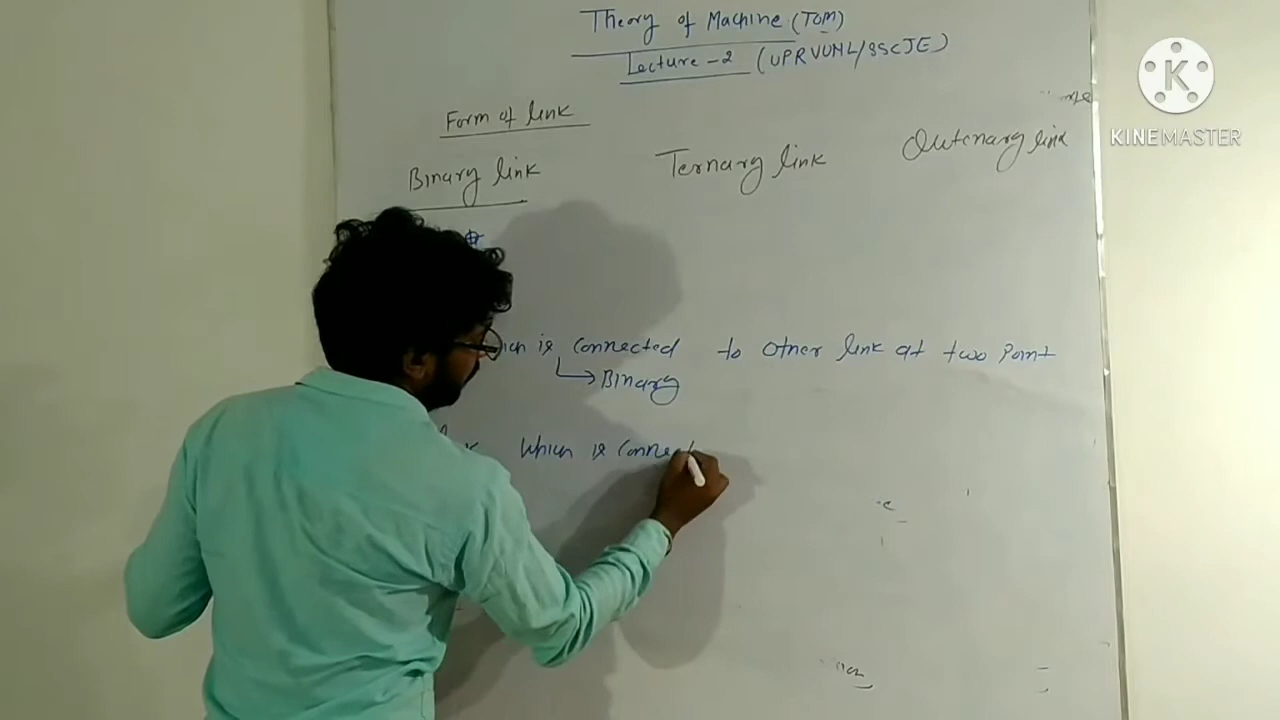 Theory of Machine (TOM)
Lecture-2 (UPRVUNL/SSCJE)
Form of link
Binary link
Ternary link
Quternary link
is connected to other link at two Point
Binary
which is connect
K
KINEMASTER